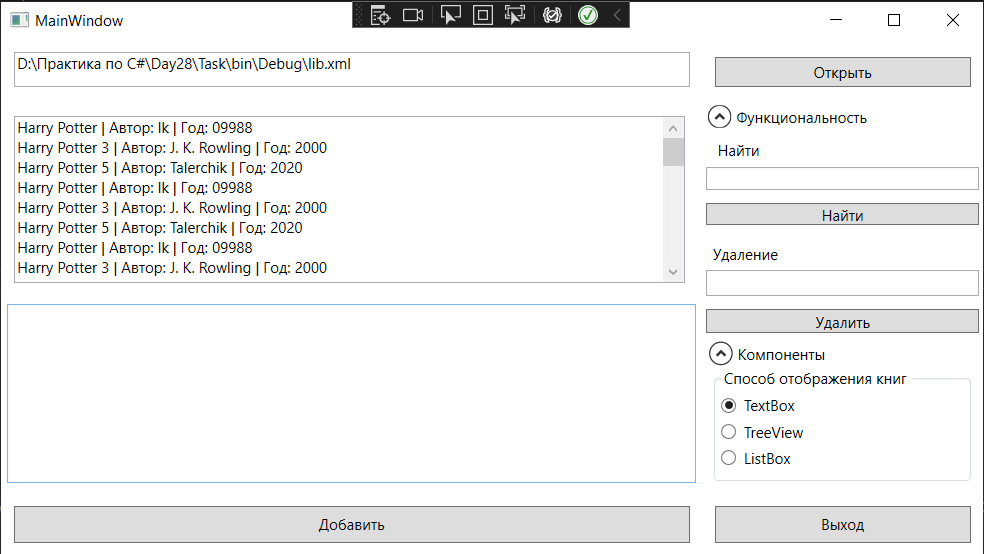 MainWindow
D:\Практика по C#\Day28\Task\bin\Debug\lib.xml
Открыть
Harry Potter | Автор: Ik | Год: 09988
Harry Potter 3 | Автор: J. K. Rowling | Год: 2000
Harry Potter 5 | Автор: Talerchik | Год: 2020
Harry Potter | Автор: Ik | Год: 09988
Harry Potter 3 | Автор: J. K. Rowling | Год: 2000
Harry Potter 5 | Автор: Talerchik | Год: 2020
Harry Potter | Автор: Ik | Год: 09988
Harry Potter 3 | Автор: J. K. Rowling | Год: 2000
Функциональность
Найти
Найти
Удаление
Удалить
Компоненты
Способ отображения книг
TextBox
TreeView
ListBox
Добавить
Выход